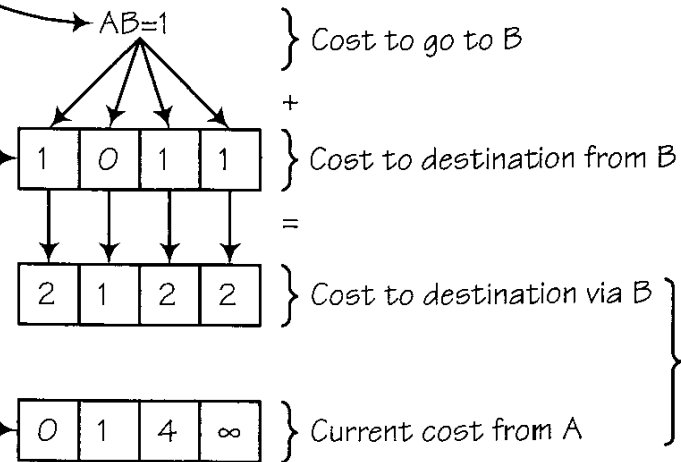 AB=1 } Cost to go to B
+
1 0 1 1 } Cost to destination from B
=
2 1 2 2 } Cost to destination via B
0 1 4 ∞ } Current cost from A